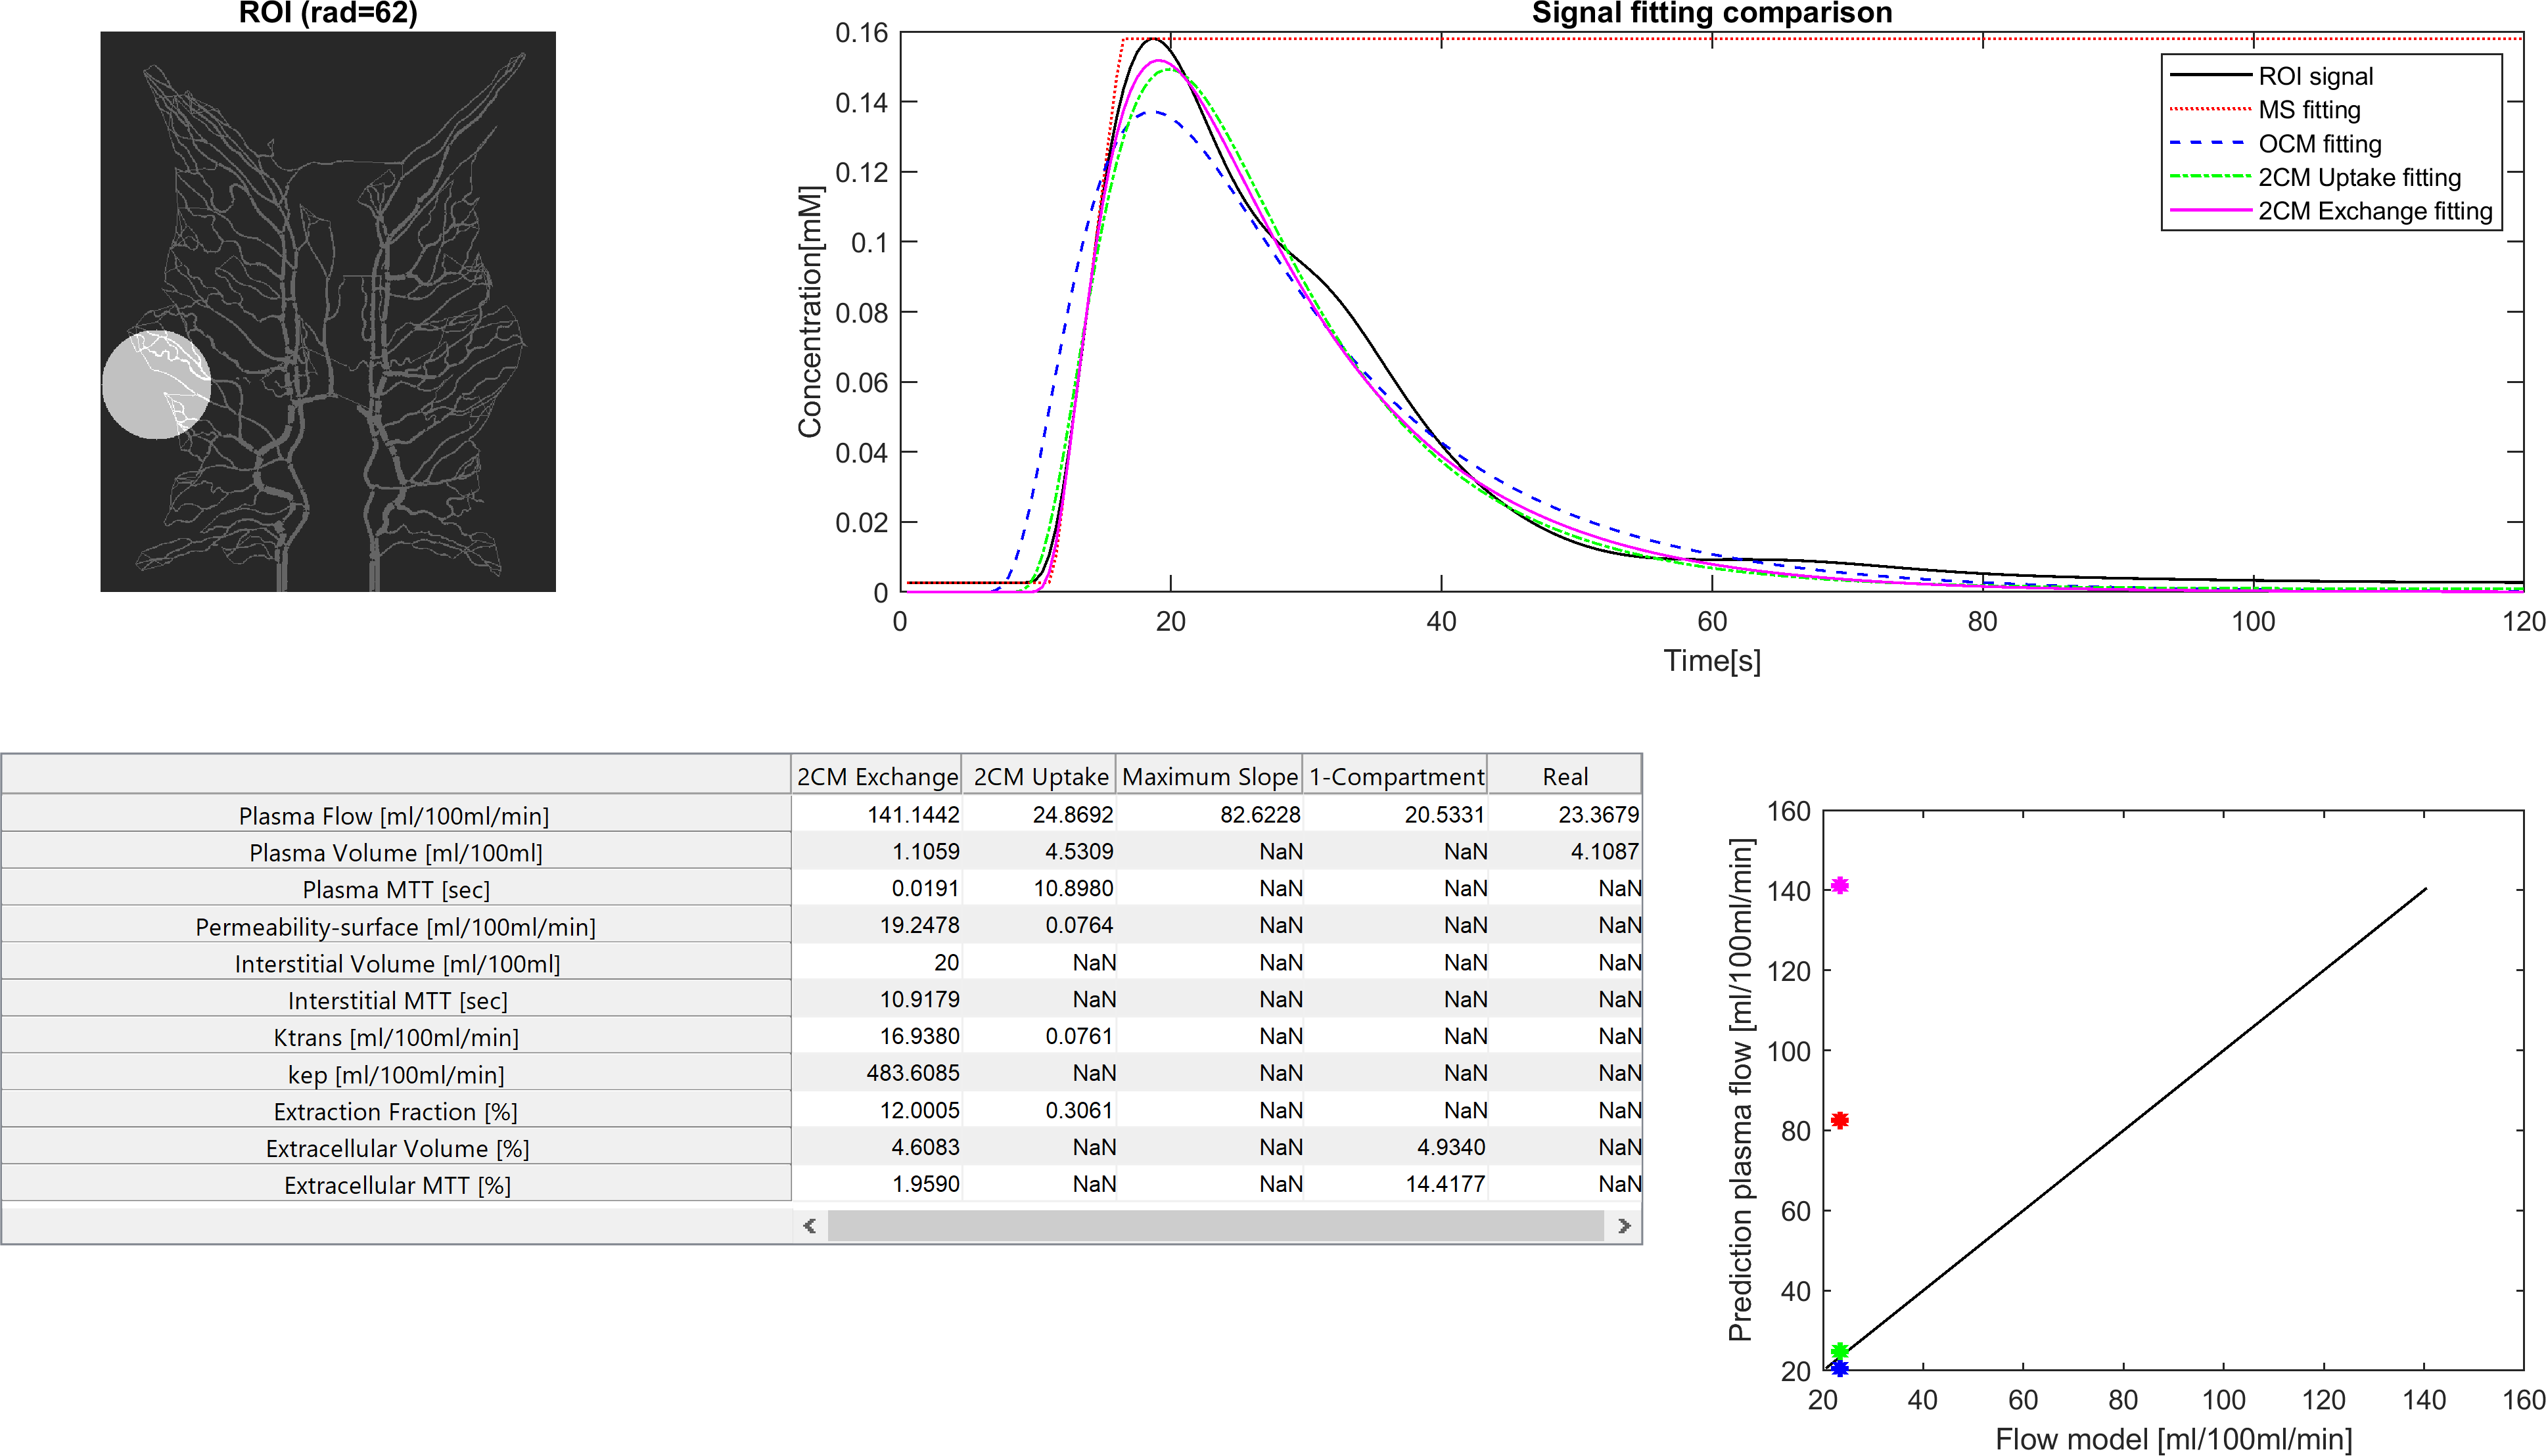 ROI (rad=62)
Signal fitting comparison
Concentration[mM]
0.16
0.14
0.12
0.1
0.08
0.06
0.04
0.02
0
0 20 40 60 80 100 120
Time[s]
ROI signal
MS fitting
OCM fitting
2CM Uptake fitting
2CM Exchange fitting
2CM Exchange 2CM Uptake Maximum Slope 1-Compartment Real
Plasma Flow [ml/100ml/min] 141.1442 24.8692 82.6228 20.5331 23.3679
Plasma Volume [ml/100ml] 1.1059 4.5309 NaN NaN 4.1087
Plasma MTT [sec] 0.0191 10.8980 NaN NaN NaN
Permeability-surface [ml/100ml/min] 19.2478 0.0764 NaN NaN NaN
Interstitial Volume [ml/100ml] 20 NaN NaN NaN NaN
Interstitial MTT [sec] 10.9179 NaN NaN NaN NaN
Ktrans [ml/100ml/min] 16.9380 0.0761 NaN NaN NaN
kep [ml/100ml/min] 483.6085 NaN NaN NaN NaN
Extraction Fraction [%] 12.0005 0.3061 NaN NaN NaN
Extracellular Volume [%] 4.6083 NaN NaN 4.9340 NaN
Extracellular MTT [%] 1.9590 NaN NaN 14.4177 NaN
Prediction plasma flow [ml/100ml/min]
160
140
120
100
80
60
40
20
20 40 60 80 100 120 140 160
Flow model [ml/100ml/min]